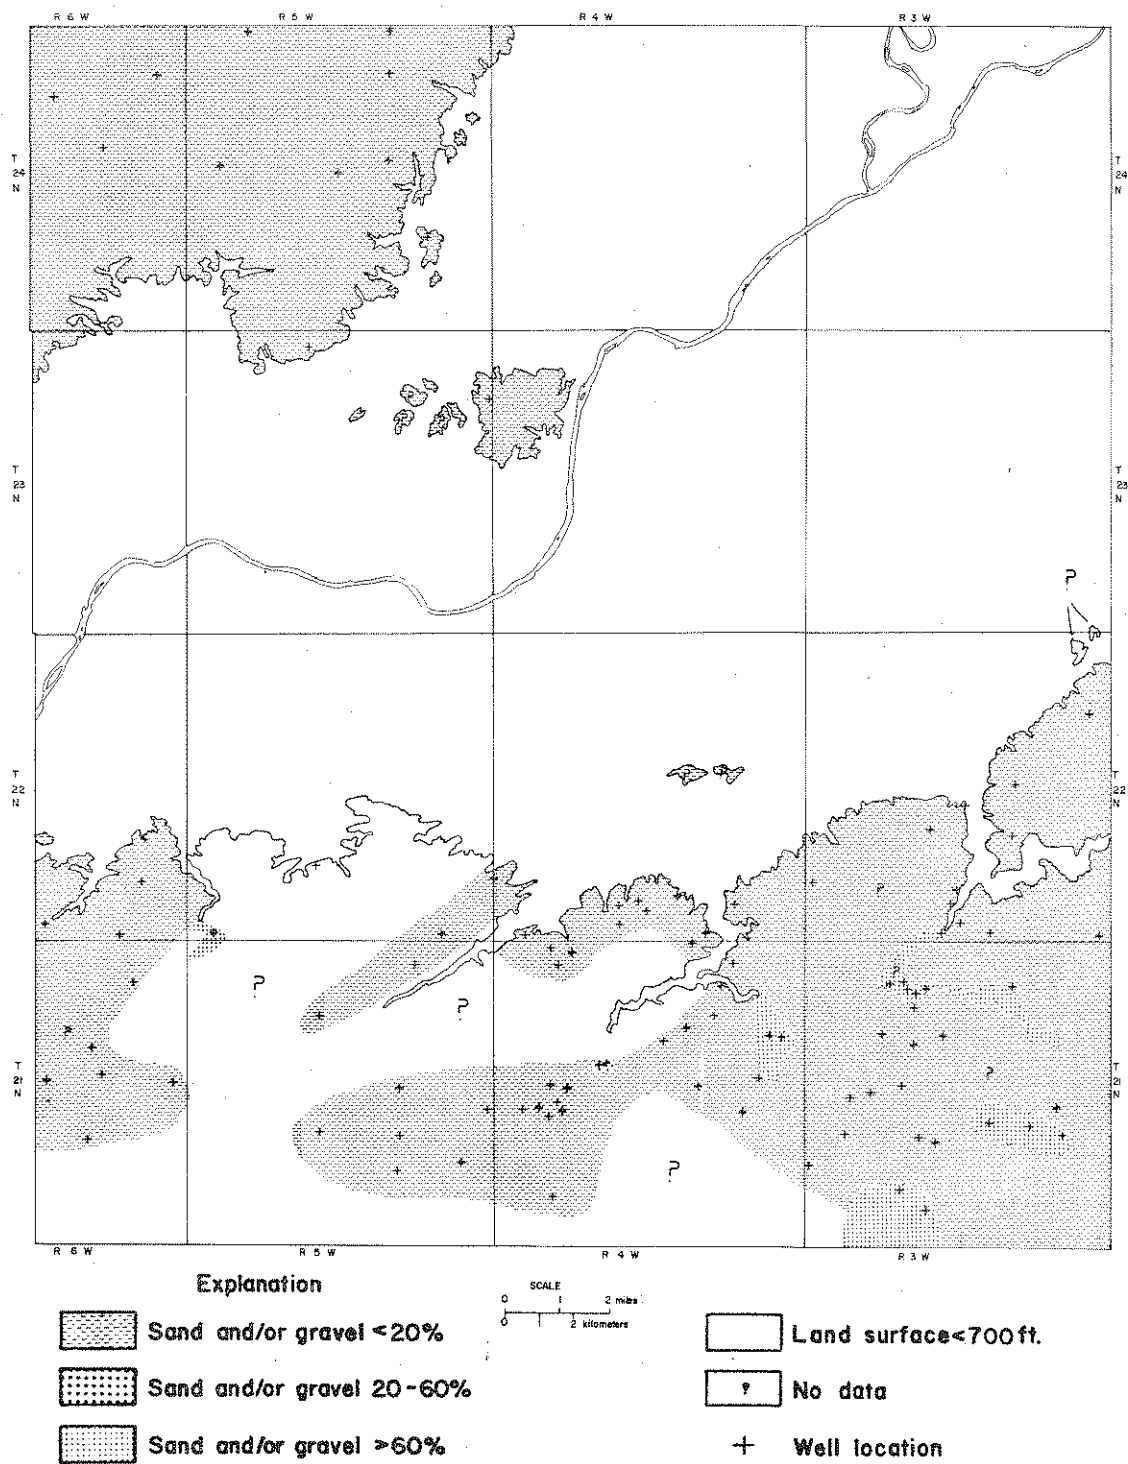 R 6 W R 5 W R 4 W R 3 W
T 24 N
T 24 N
T 23 N
T 23 N
?
T 22 N
T 22 N
?
?
?
?
?
?
T 21 N
T 21 N
?
?
R 6 W R 5 W R 4 W R 3 W
Explanation
SCALE
0 1 2 miles
0 2 kilometers
Sand and/or gravel <20%
Land surface<700 ft.
Sand and/or gravel 20-60%
? No data
Sand and/or gravel >60%
Well location